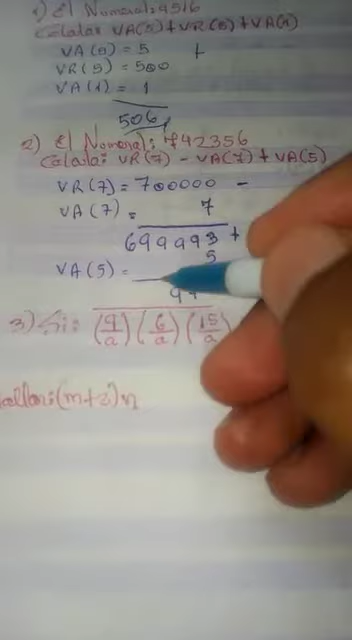 1) El Numeral: 9516
Calcular VA(5) + VR(5) + VA(1)
VA(5) = 5 +
VR(5) = 500
VA(1) = 1
506
2) El Numeral: 742356
Calcula: VR(7) - VA(7) + VA(5)
VR(7) = 700000 -
VA(7) = 7
699993 +
VA(5) = 5
3) Si: (9/a) (6/a) (15/a)
(m+2)n